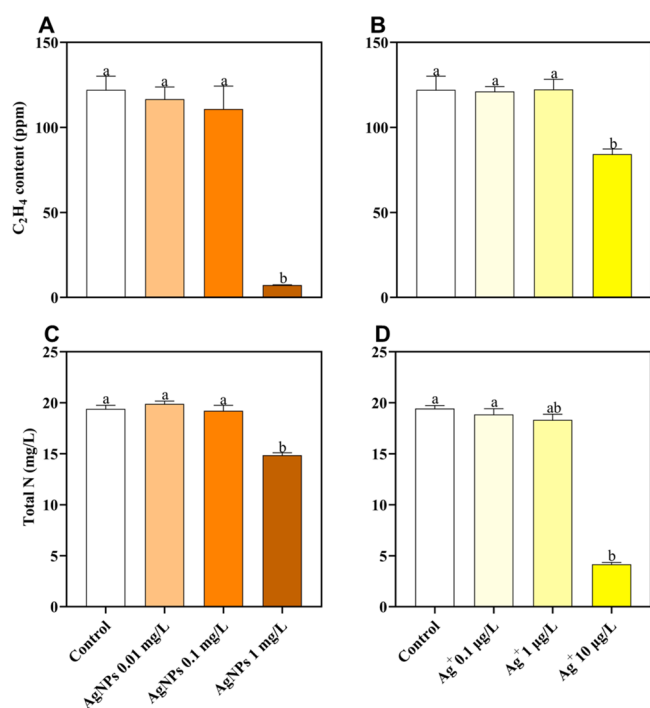 A
B
C₂H₄ content (ppm)
150
100
50
0
a
a
a
b
150
100
50
0
a
a
a
b
C
D
Total N (mg/L)
25
20
15
10
5
0
a
a
a
b
25
20
15
10
5
0
a
a
ab
b
Control
AgNPs 0.01 mg/L
AgNPs 0.1 mg/L
AgNPs 1 mg/L
Control
Ag⁺ 0.1 µg/L
Ag⁺ 1 µg/L
Ag⁺ 10 µg/L